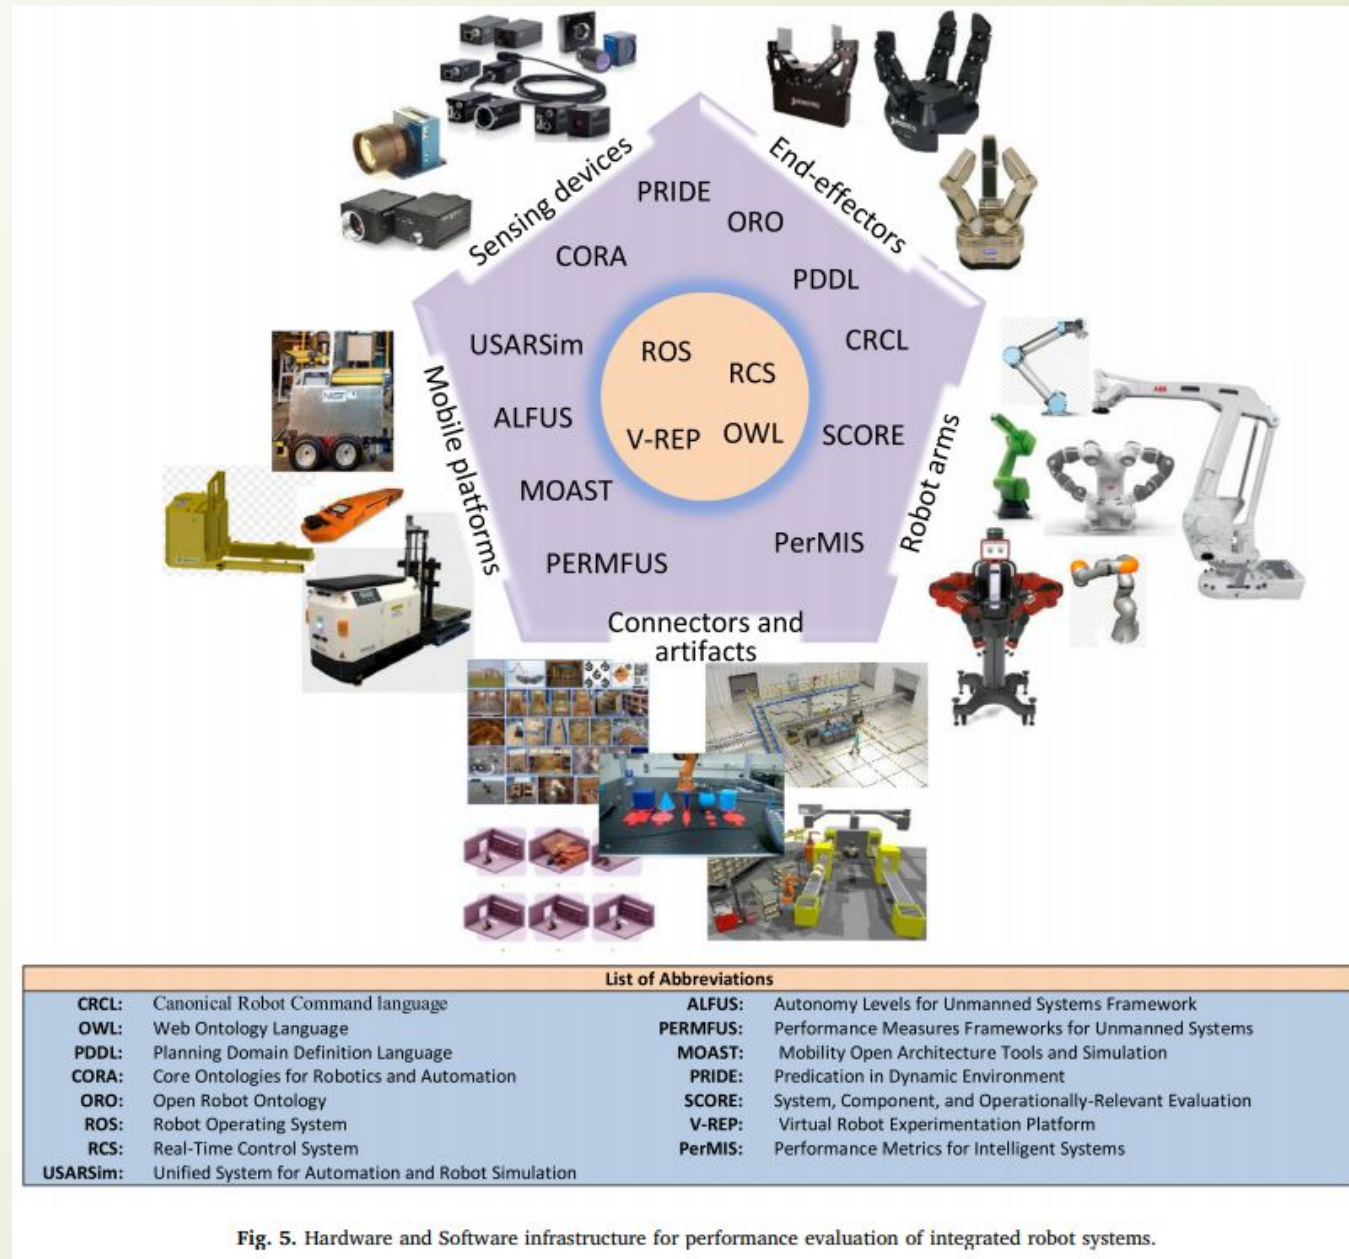 Sensing devices
End-effectors
PRIDE
ORO
CORA
PDDL
USARSim
ROS
RCS
CRCL
ALFUS
V-REP
OWL
SCORE
MOAST
PerMIS
PERMFUS
Mobile platforms
Robot arms
Connectors and
artifacts
ABB
List of Abbreviations
CRCL: Canonical Robot Command language
OWL: Web Ontology Language
PDDL: Planning Domain Definition Language
CORA: Core Ontologies for Robotics and Automation
ORO: Open Robot Ontology
ROS: Robot Operating System
RCS: Real-Time Control System
USARSim: Unified System for Automation and Robot Simulation
ALFUS: Autonomy Levels for Unmanned Systems Framework
PERMFUS: Performance Measures Frameworks for Unmanned Systems
MOAST: Mobility Open Architecture Tools and Simulation
PRIDE: Predication in Dynamic Environment
SCORE: System, Component, and Operationally-Relevant Evaluation
V-REP: Virtual Robot Experimentation Platform
PerMIS: Performance Metrics for Intelligent Systems
Fig. 5. Hardware and Software infrastructure for performance evaluation of integrated robot systems.